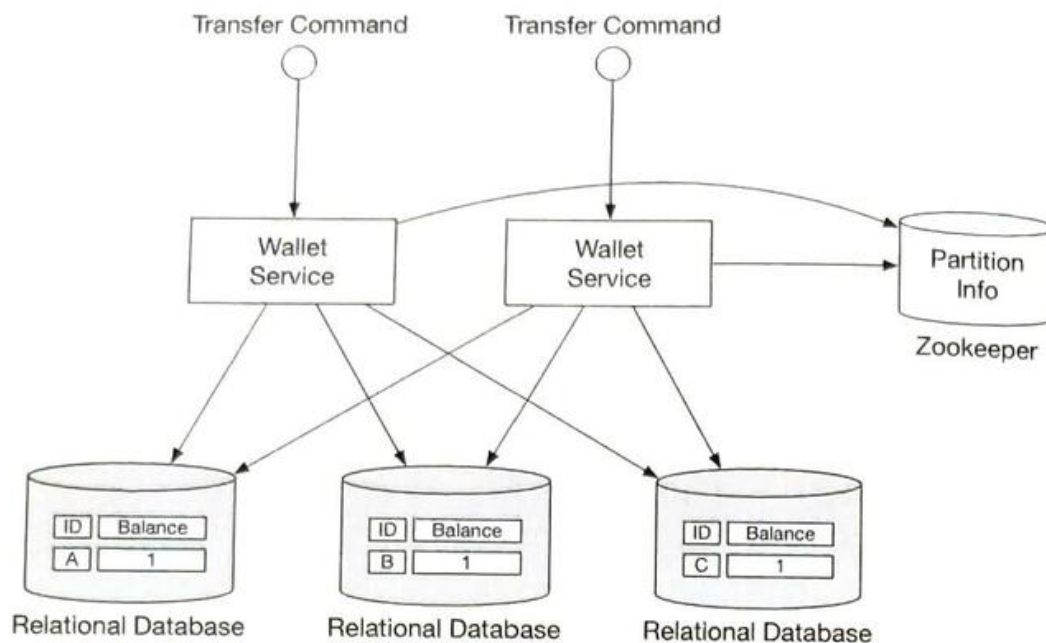 Transfer Command
Transfer Command
Wallet
Service
Wallet
Service
Partition
Info
Zookeeper
ID Balance
A 1
ID Balance
B 1
ID Balance
C 1
Relational Database
Relational Database
Relational Database